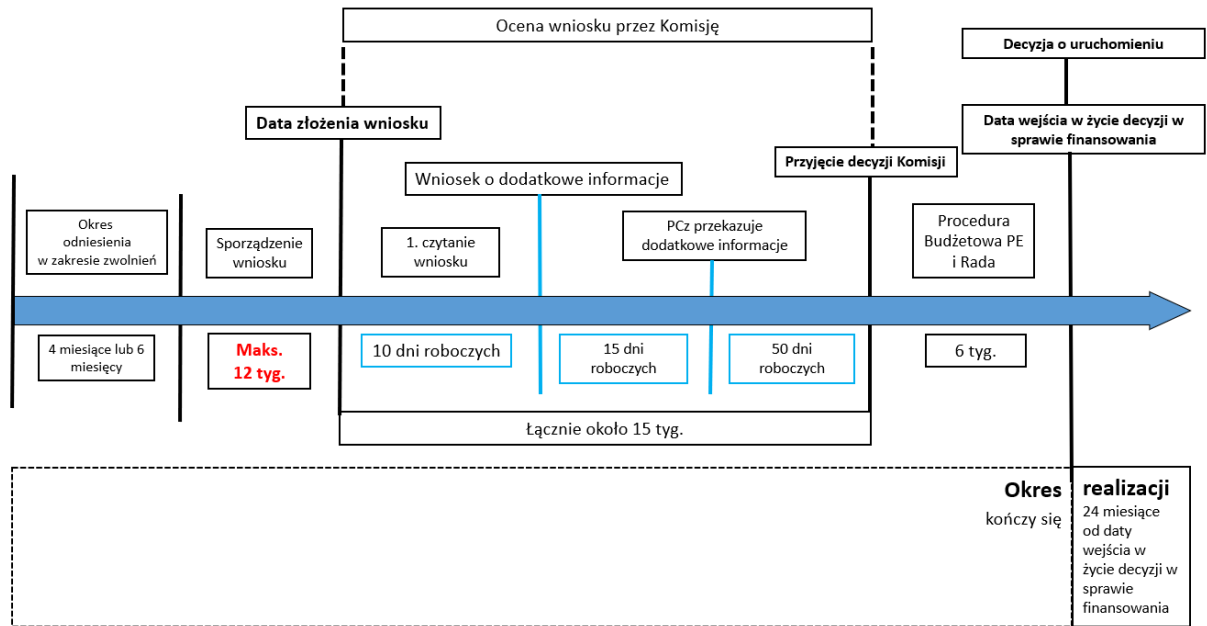 Ocena wniosku przez Komisję
Decyzja o uruchomieniu
Data złożenia wniosku
Data wejścia w życie decyzji w
sprawie finansowania
Przyjęcie decyzji Komisji
Wniosek o dodatkowe informacje
Okres
odniesienia
w zakresie zwolnień
Sporządzenie
wniosku
1. czytanie
wniosku
PCz przekazuje
dodatkowe informacje
Procedura
Budżetowa PE
i Rada
4 miesiące lub 6
miesięcy
Maks.
12 tyg.
10 dni roboczych
15 dni
roboczych
50 dni
roboczych
6 tyg.
Łącznie około 15 tyg.
Okres
kończy się
realizacji
24 miesiące
od daty
wejścia w
życie decyzji w
sprawie
finansowania